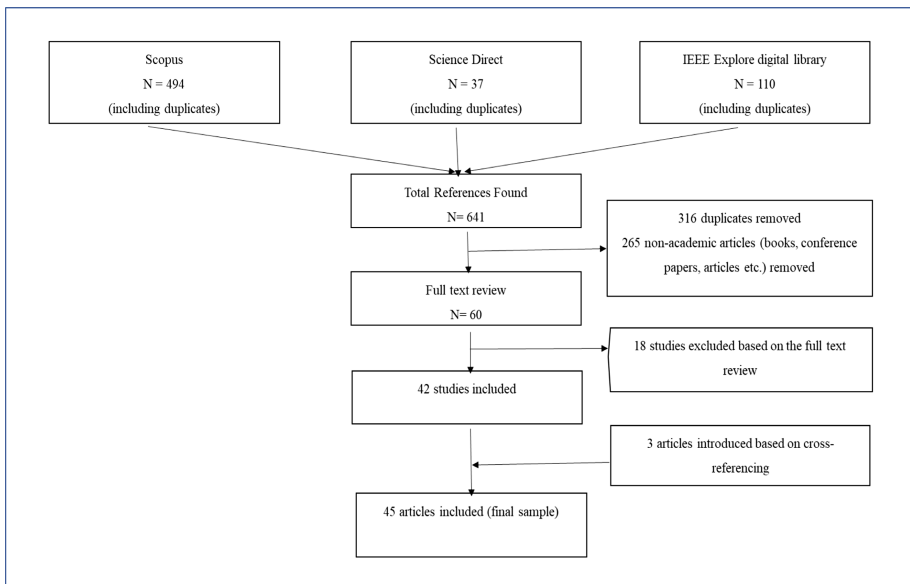 Scopus
N = 494
(including duplicates)
Science Direct
N = 37
(including duplicates)
IEEE Explore digital library
N = 110
(including duplicates)
Total References Found
N= 641
316 duplicates removed
265 non-academic articles (books, conference
papers, articles etc.) removed
Full text review
N= 60
18 studies excluded based on the full text
review
42 studies included
3 articles introduced based on cross-
referencing
45 articles included (final sample)